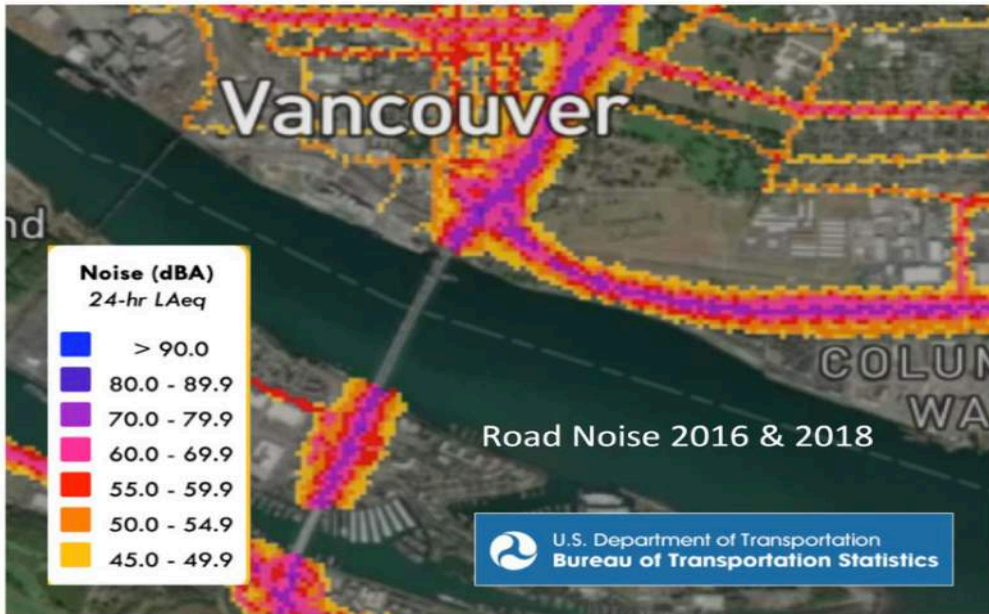 Vancouver
nd
Noise (dBA)
24-hr LAeq
> 90.0
80.0 - 89.9
70.0 - 79.9
60.0 - 69.9
55.0 - 59.9
50.0 - 54.9
45.0 - 49.9
COLUM
WA
Road Noise 2016 & 2018
U.S. Department of Transportation
Bureau of Transportation Statistics